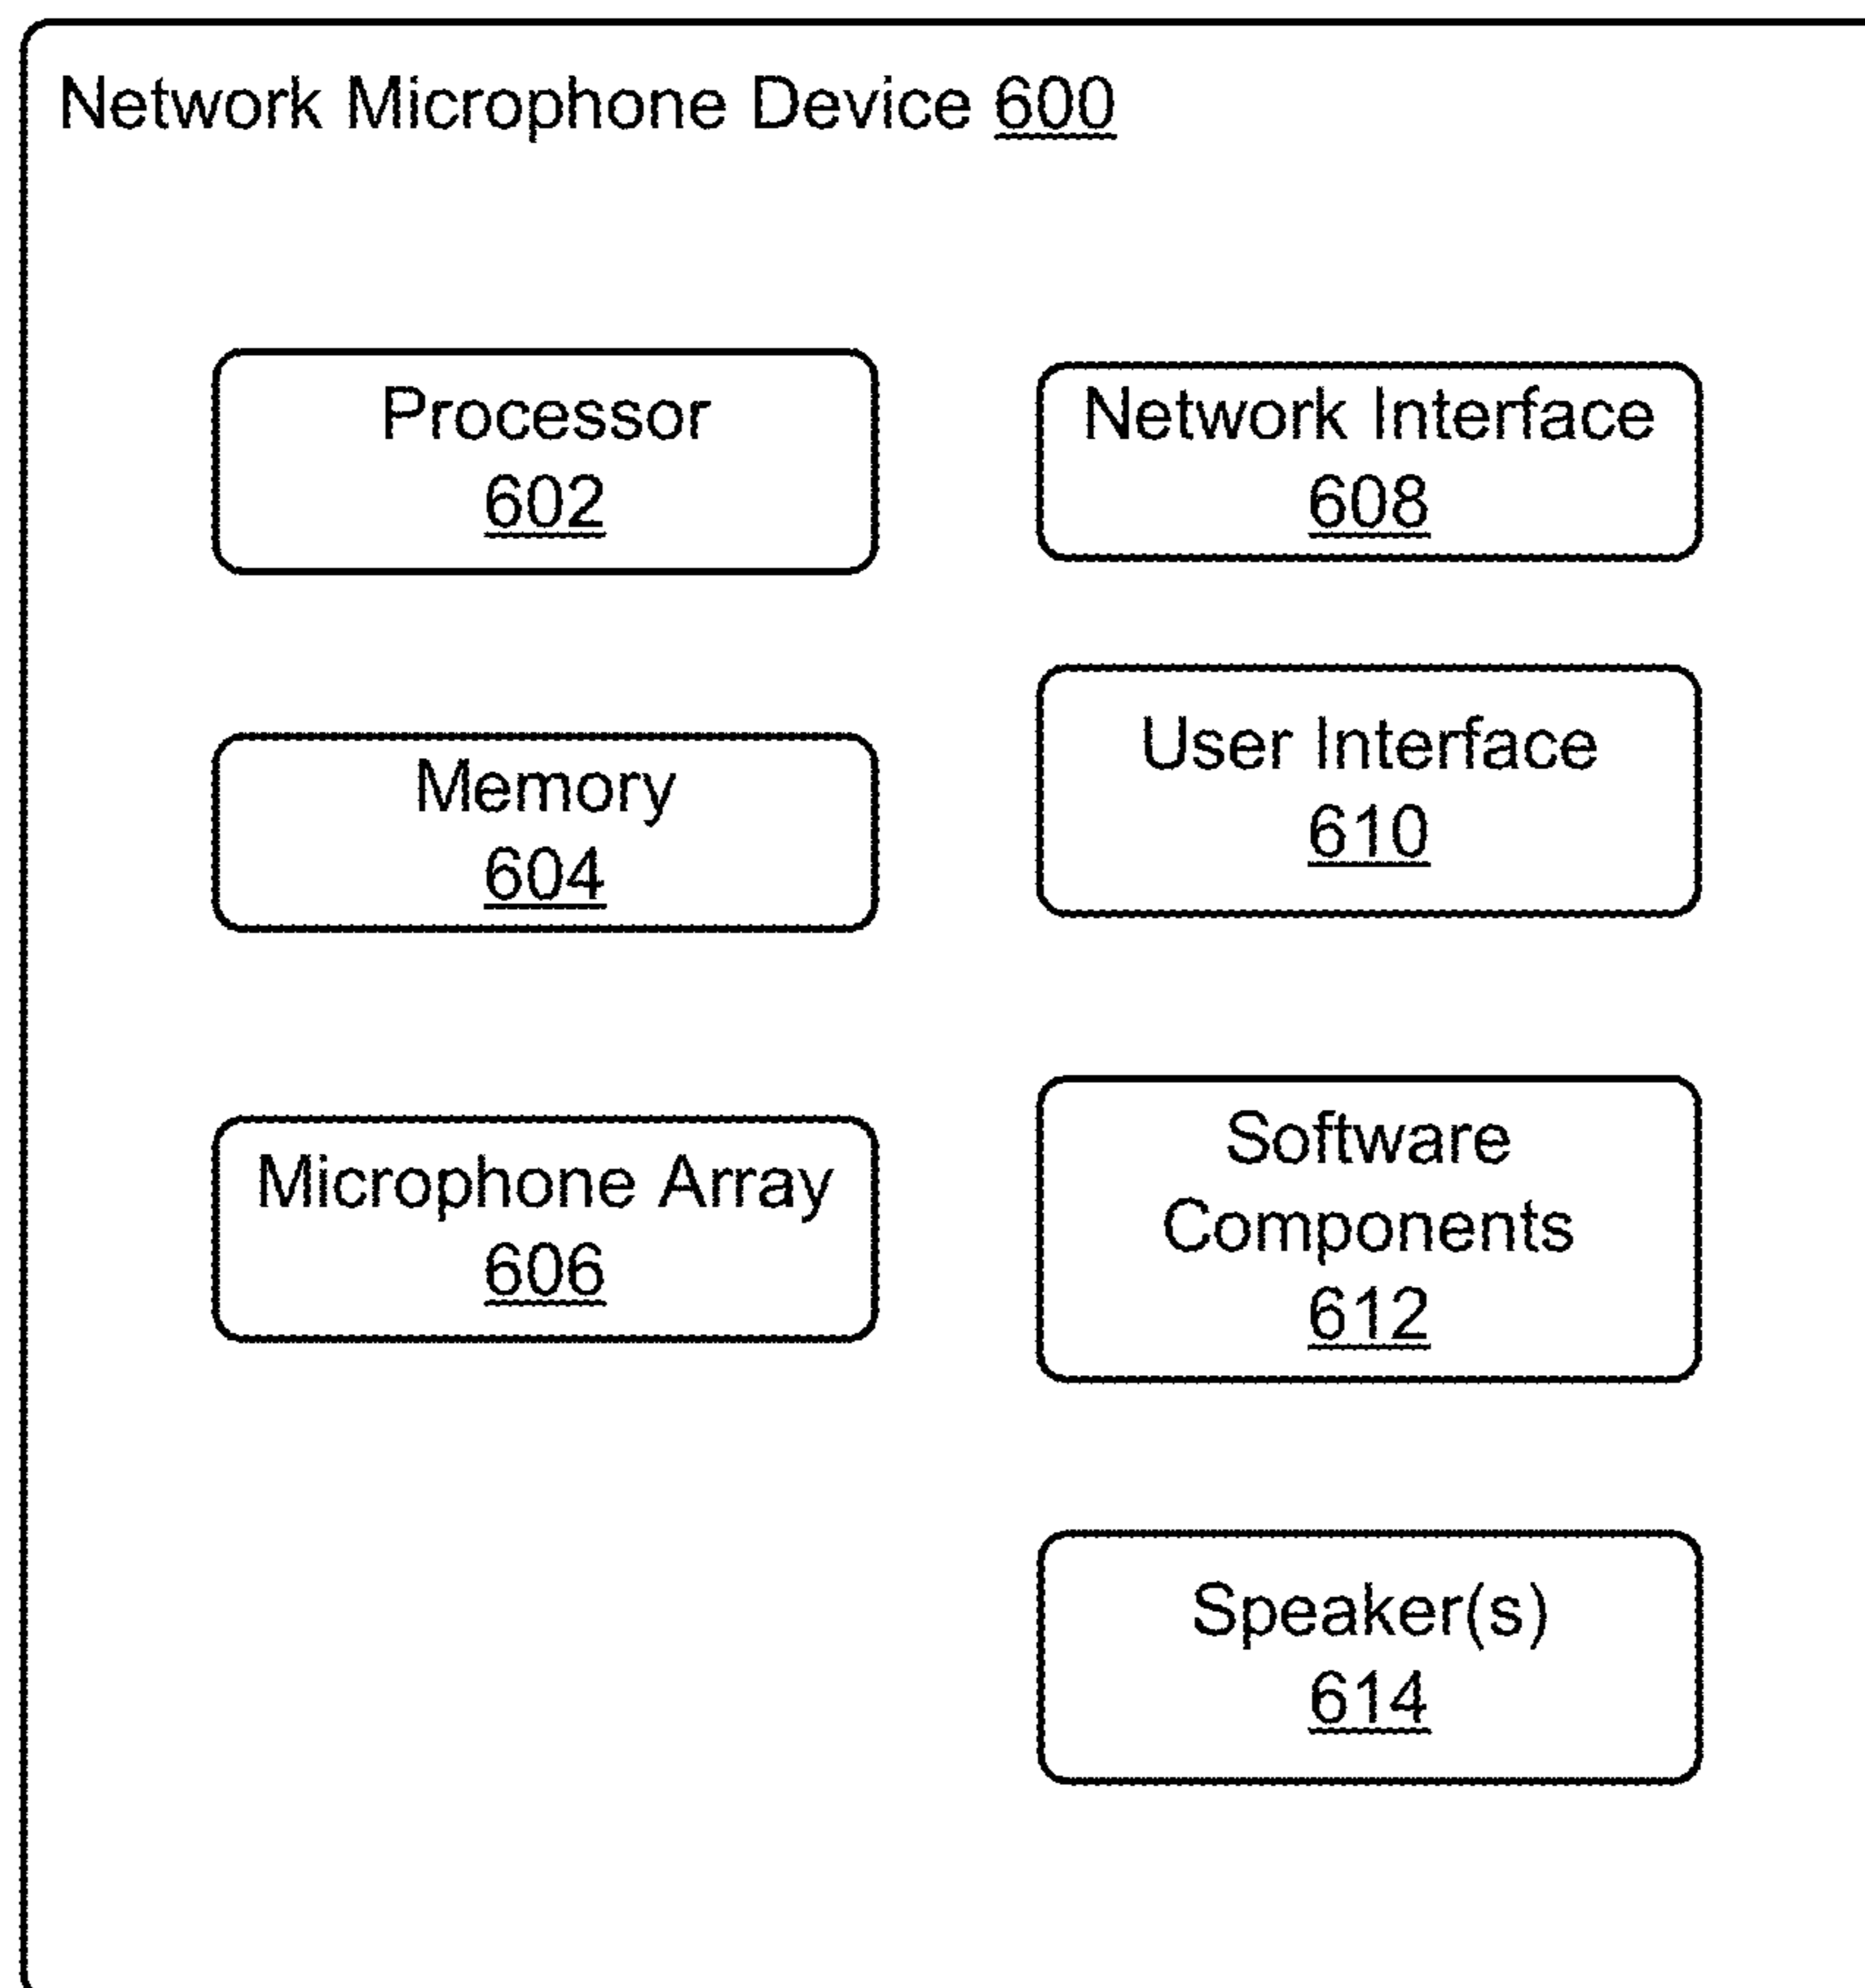 Network Microphone Device 600
Processor
602
Memory
604
Microphone Array
606
Network Interface
608
User Interface
610
Software
Components
612
Speaker(s)
614